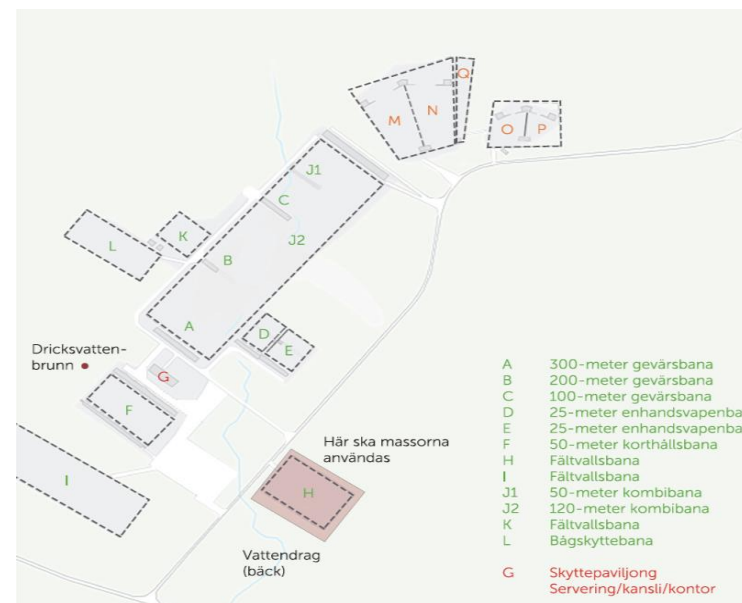 Q
M
N
O P
J1
C
K
L
J2
B
A
D
E
Dricksvatten-
brunn
G
F
Här ska massorna
användas
I
H
Vattendrag
(bäck)
A 300-meter gevärsbana
B 200-meter gevärsbana
C 100-meter gevärsbana
D 25-meter enhandsvapenba
E 25-meter enhandsvapenba
F 50-meter korthållsbana
H Fältvallsbana
I Fältvallsbana
J1 50-meter kombibana
J2 120-meter kombibana
K Fältvallsbana
L Bågskyttebana
G Skyttepaviljong
Servering/kansli/kontor